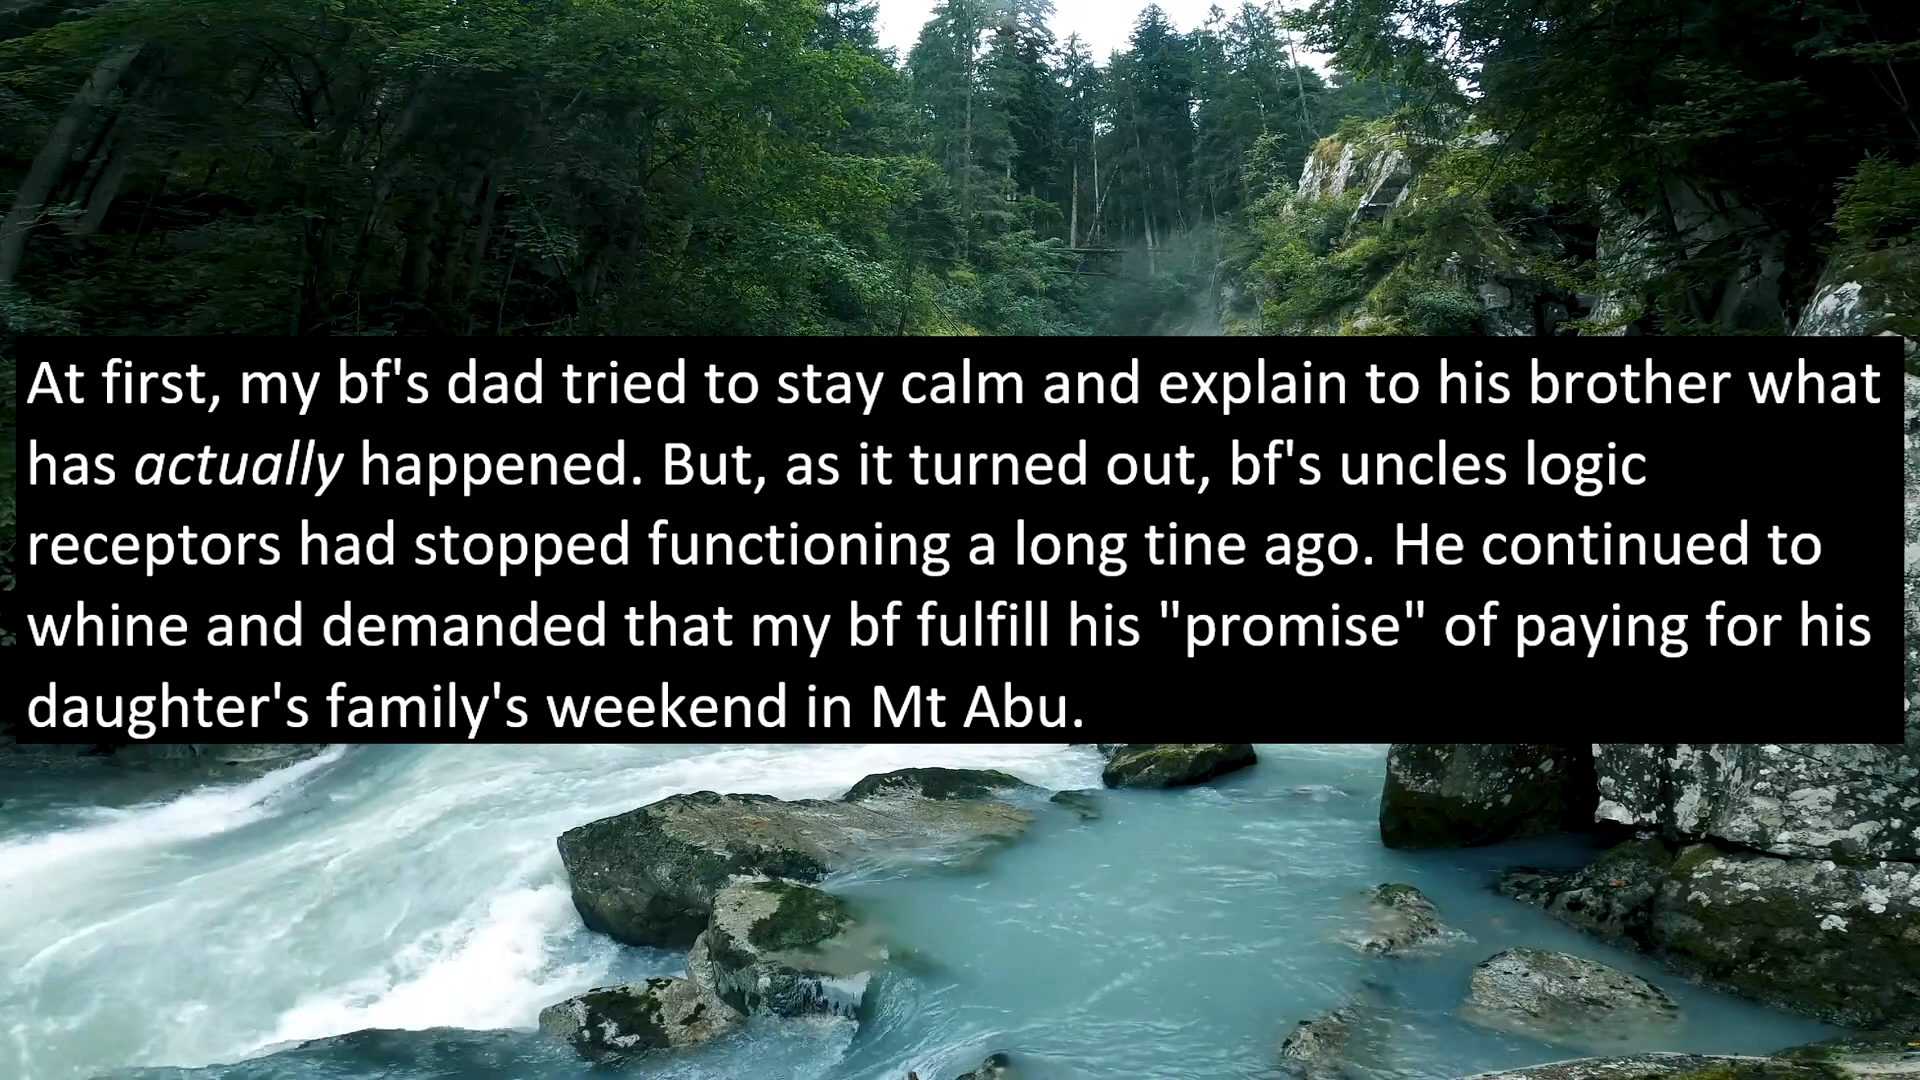 At first, my bf's dad tried to stay calm and explain to his brother what
has actually happened. But, as it turned out, bf's uncles logic
receptors had stopped functioning a long tine ago. He continued to
whine and demanded that my bf fulfill his "promise" of paying for his
daughter's family's weekend in Mt Abu.